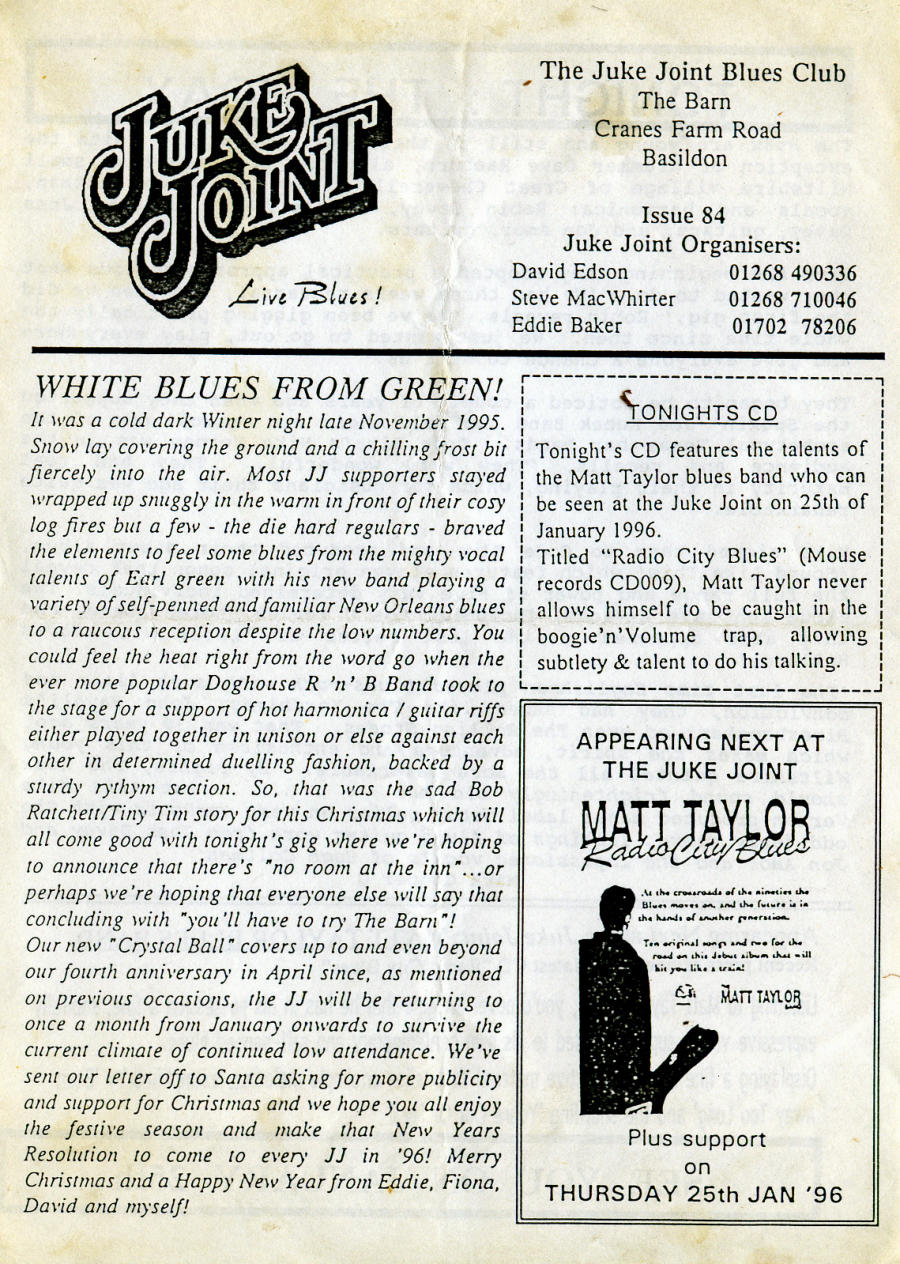 JUKE
JOINT
Live Blues!
The Juke Joint Blues Club
The Barn
Cranes Farm Road
Basildon
Issue 84
Juke Joint Organisers:
David Edson 01268 490336
Steve MacWhirter 01268 710046
Eddie Baker 01702 78206
WHITE BLUES FROM GREEN!
It was a cold dark Winter night late November 1995.
Snow lay covering the ground and a chilling frost bit
fiercely into the air. Most JJ supporters stayed
wrapped up snuggly in the warm in front of their cosy
log fires but a few - the die hard regulars - braved
the elements to feel some blues from the mighty vocal
talents of Earl green with his new band playing a
variety of self-penned and familiar New Orleans blues
to a raucous reception despite the low numbers. You
could feel the heat right from the word go when the
ever more popular Doghouse R 'n' B Band took to
the stage for a support of hot harmonica / guitar riffs
either played together in unison or else against each
other in determined duelling fashion, backed by a
sturdy rythym section. So, that was the sad Bob
Ratchett/Tiny Tim story for this Christmas which will
all come good with tonight's gig where we're hoping
to announce that there's "no room at the inn"...or
perhaps we're hoping that everyone else will say that
concluding with "you'll have to try The Barn"!
Our new "Crystal Ball" covers up to and even beyond
our fourth anniversary in April since, as mentioned
on previous occasions, the JJ will be returning to
once a month from January onwards to survive the
current climate of continued low attendance. We've
sent our letter off to Santa asking for more publicity
and support for Christmas and we hope you all enjoy
the festive season and make that New Years
Resolution to come to every JJ in '96! Merry
Christmas and a Happy New Year from Eddie, Fiona,
David and myself!
TONIGHTS CD
Tonight's CD features the talents of
the Matt Taylor blues band who can
be seen at the Juke Joint on 25th of
January 1996.
Titled "Radio City Blues" (Mouse
records CD009), Matt Taylor never
allows himself to be caught in the
boogie'n'Volume trap, allowing
subtlety & talent to do his talking.
APPEARING NEXT AT
THE JUKE JOINT
MATT TAYLOR
Radio City Blues
At the crossroads of the nineties the
Blues moves on, and the future is in
the hands of another generation.
Ten original songs and two for the
road on this debut album that will
hit you like a train!
MATT TAYLOR
Plus support
on
THURSDAY 25th JAN '96